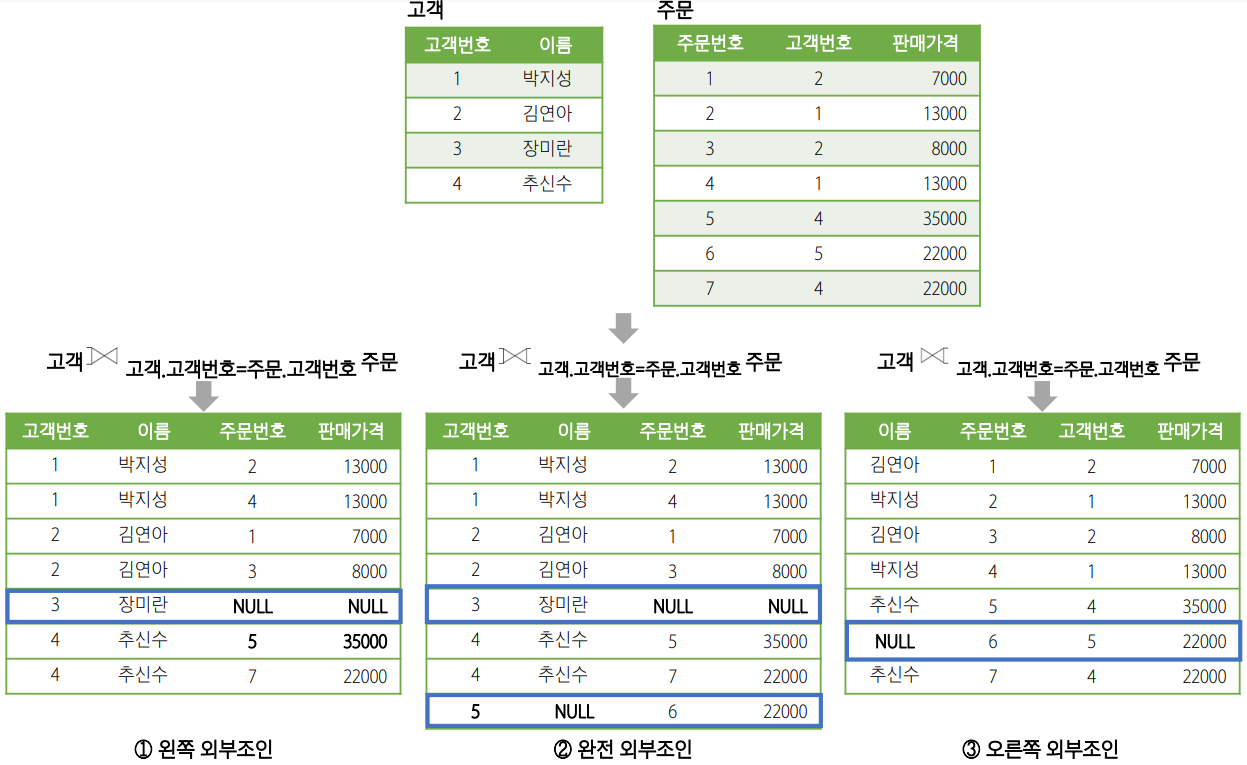 고객
고객번호 이름
1 박지성
2 김연아
3 장미란
4 추신수
주문
주문번호 고객번호 판매가격
1 2 7000
2 1 13000
3 2 8000
4 1 13000
5 4 35000
6 5 22000
7 4 22000
고객 고객.고객번호=주문.고객번호 주문
고객번호 이름 주문번호 판매가격
1 박지성 2 13000
1 박지성 4 13000
2 김연아 1 7000
2 김연아 3 8000
3 장미란 NULL NULL
4 추신수 5 35000
4 추신수 7 22000
① 왼쪽 외부조인
고객 고객.고객번호=주문.고객번호 주문
고객번호 이름 주문번호 판매가격
1 박지성 2 13000
1 박지성 4 13000
2 김연아 1 7000
2 김연아 3 8000
3 장미란 NULL NULL
4 추신수 5 35000
4 추신수 7 22000
5 NULL 6 22000
② 완전 외부조인
고객 고객.고객번호=주문.고객번호 주문
이름 주문번호 고객번호 판매가격
김연아 1 2 7000
박지성 2 1 13000
김연아 3 2 8000
박지성 4 1 13000
추신수 5 4 35000
NULL 6 5 22000
추신수 7 4 22000
③ 오른쪽 외부조인